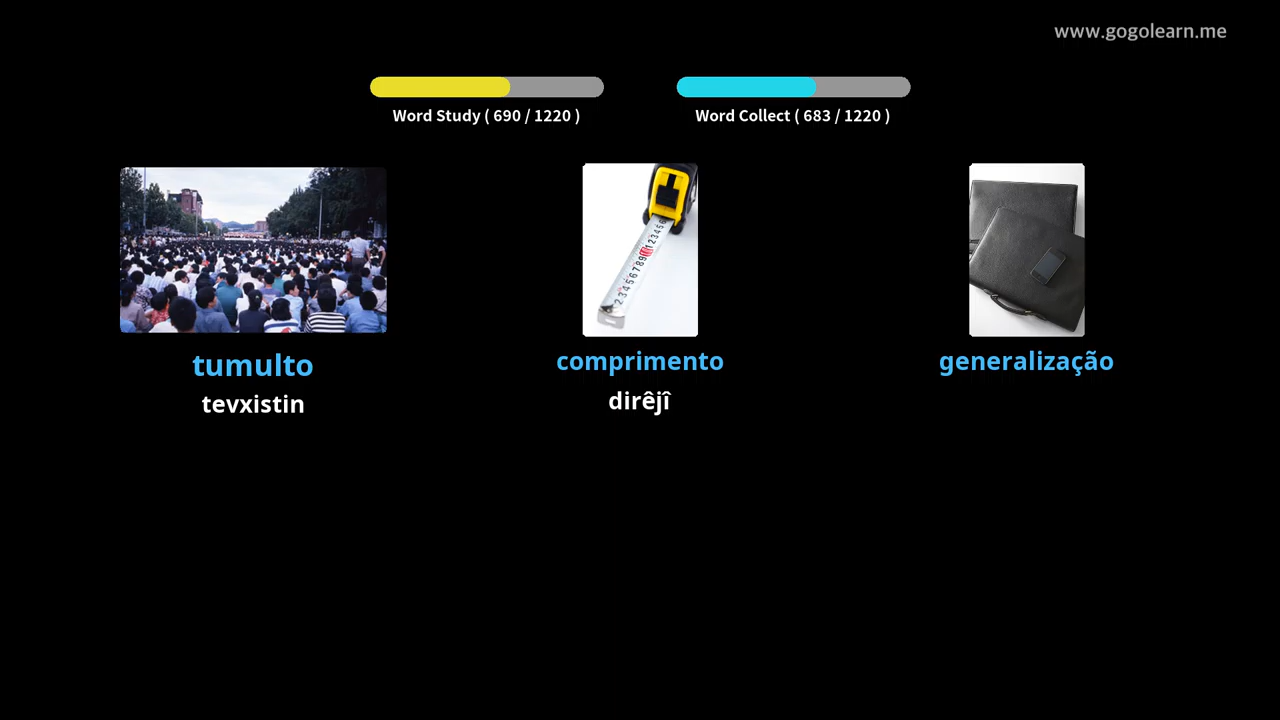 www.gogolearn.me
Word Study ( 690 / 1220 )
Word Collect ( 683 / 1220 )
tumulto
tevxistin
comprimento
dirêjî
generalização